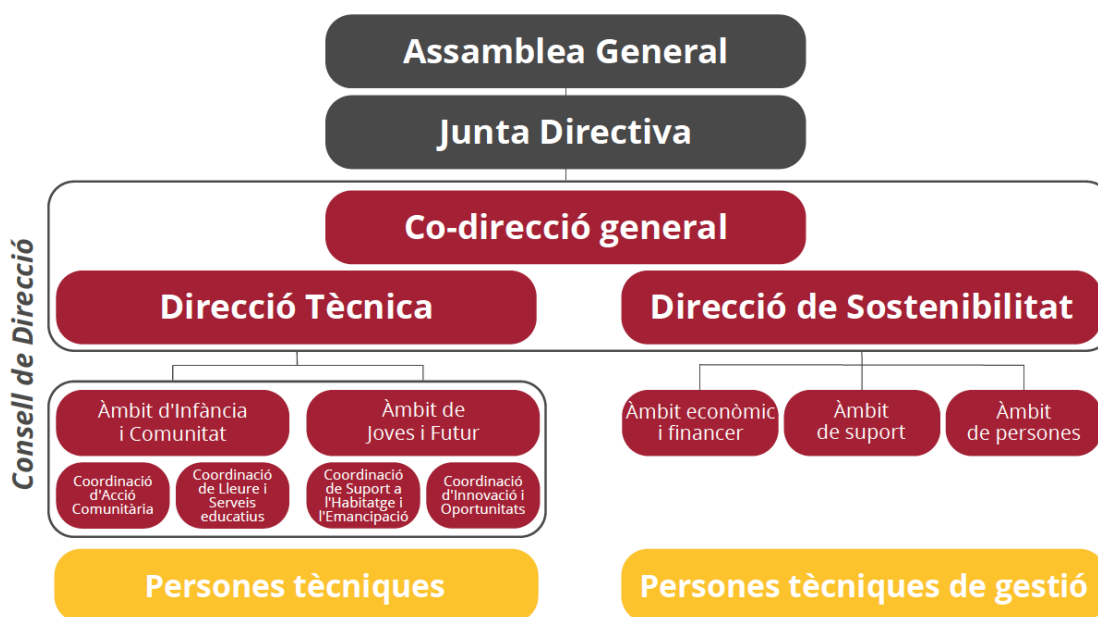 Assamblea General
Junta Directiva
Consell de Direcció
Co-direcció general
Direcció Tècnica
Direcció de Sostenibilitat
Àmbit d'Infància
i Comunitat
Àmbit de
Joves i Futur
Àmbit econòmic
i financer
Àmbit
de suport
Àmbit
de persones
Coordinació
d'Acció
Comunitària
Coordinació
de Lleure i
Serveis
educatius
Coordinació
de Suport a
l'Habitatge i
l'Emancipació
Coordinació
d'Innovació i
Oportunitats
Persones tècniques
Persones tècniques de gestió